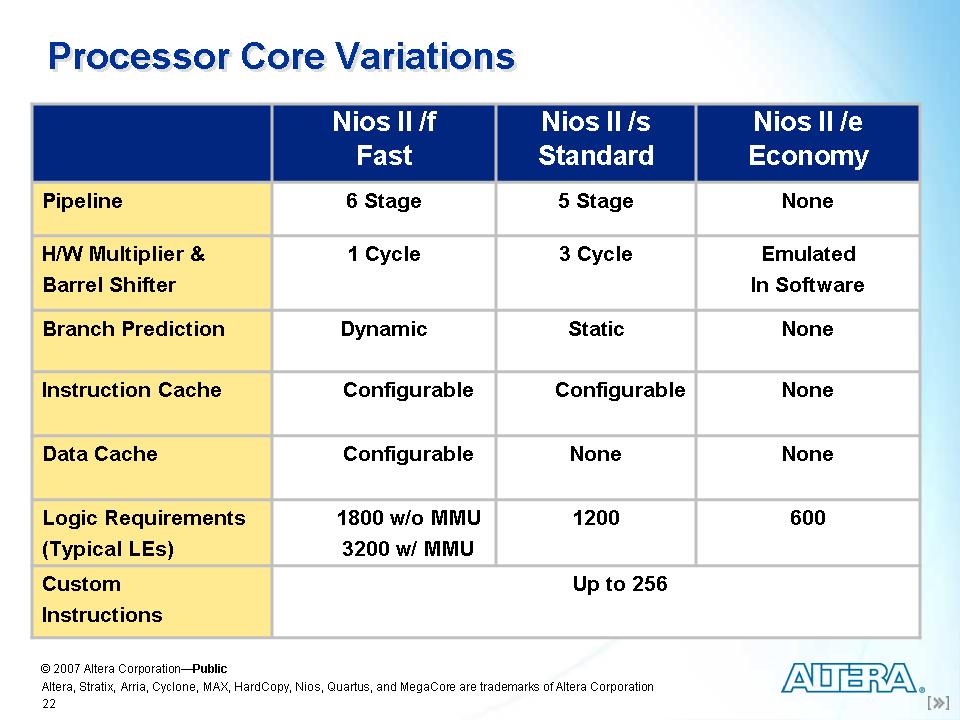 Processor Core Variations
Nios II /f
Fast
Nios II /s
Standard
Nios II /e
Economy
Pipeline
6 Stage
5 Stage
None
H/W Multiplier &
Barrel Shifter
1 Cycle
3 Cycle
Emulated
In Software
Branch Prediction
Dynamic
Static
None
Instruction Cache
Configurable
Configurable
None
Data Cache
Configurable
None
None
Logic Requirements
(Typical LEs)
1800 w/o MMU
3200 w/ MMU
1200
600
Custom
Instructions
Up to 256
© 2007 Altera Corporation—Public
Altera, Stratix, Arria, Cyclone, MAX, HardCopy, Nios, Quartus, and MegaCore are trademarks of Altera Corporation
22
ALTERA®
[»]